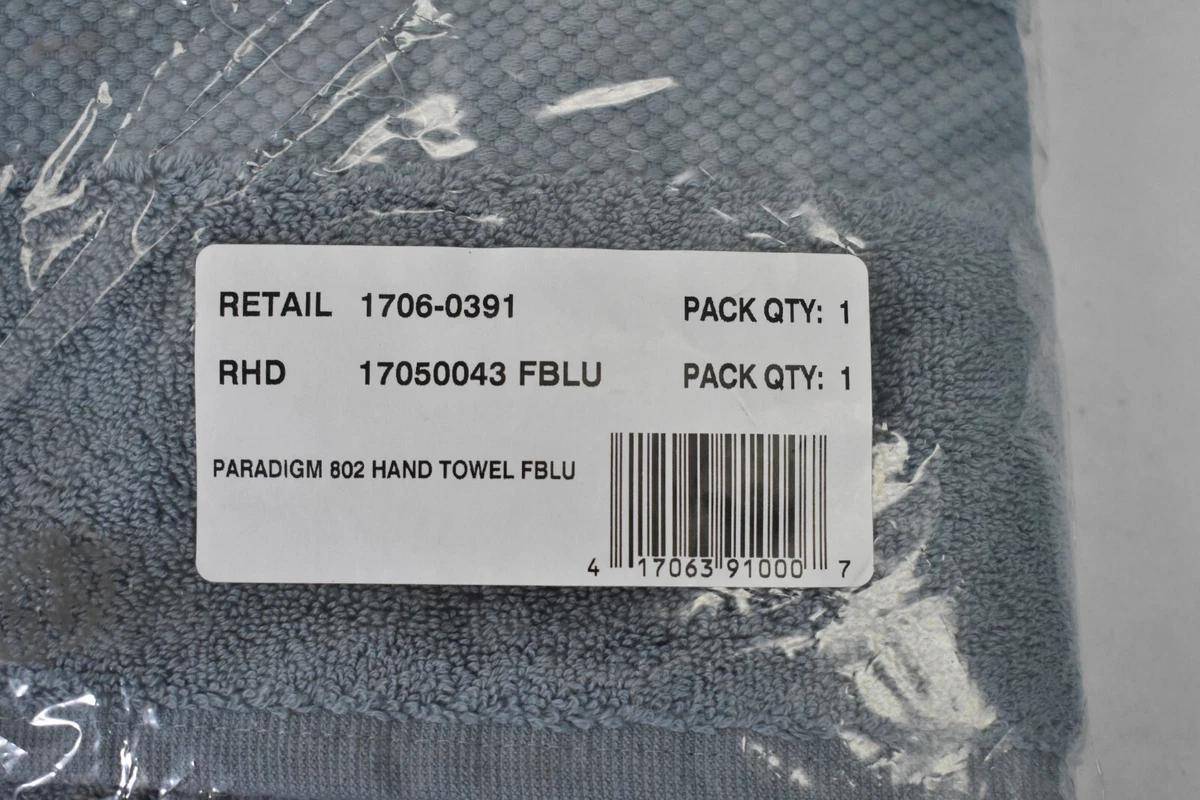 RETAIL 1706-0391 PACK QTY: 1
RHD 17050043 FBLU PACK QTY: 1
PARADIGM 802 HAND TOWEL FBLU
4 17063 91000 7